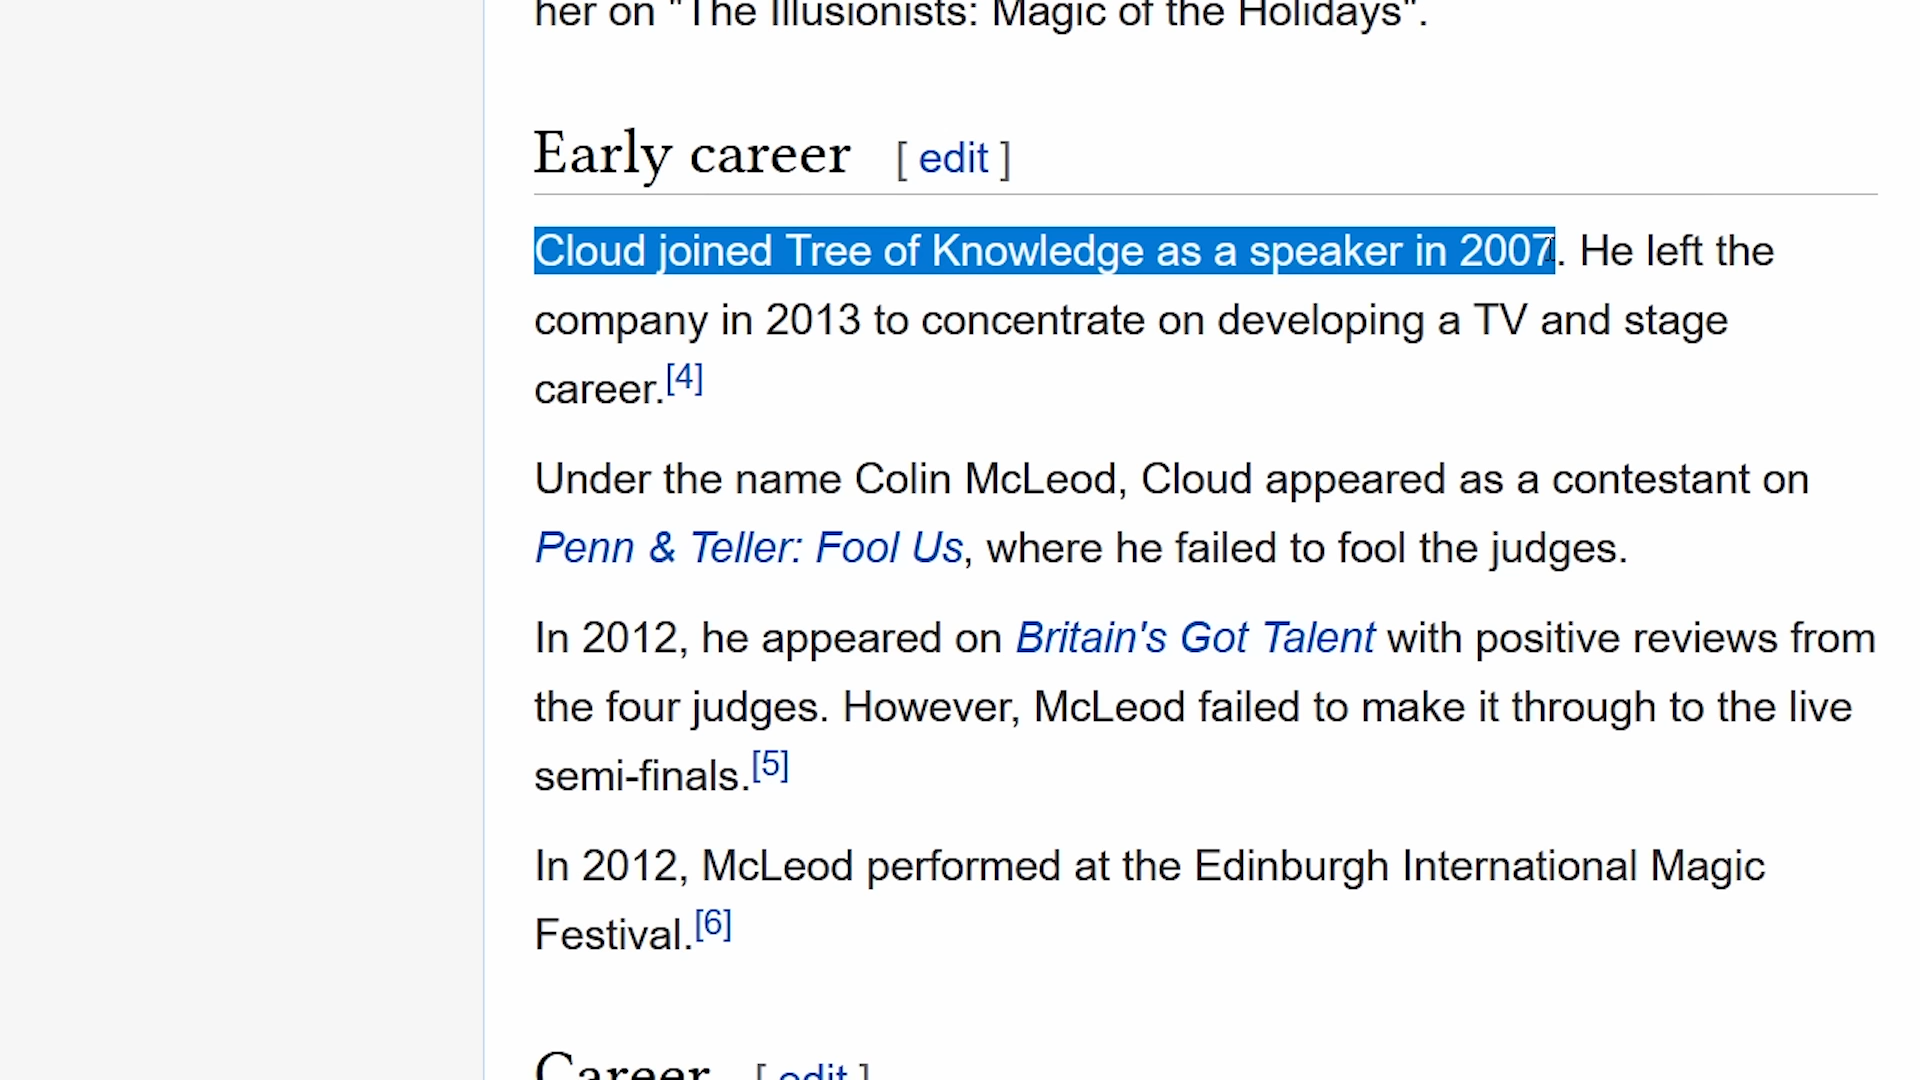 her on "The Illusionists: Magic of the Holidays".
Early career [ edit ]
Cloud joined Tree of Knowledge as a speaker in 2007. He left the
company in 2013 to concentrate on developing a TV and stage
career.[4]
Under the name Colin McLeod, Cloud appeared as a contestant on
Penn & Teller: Fool Us, where he failed to fool the judges.
In 2012, he appeared on Britain's Got Talent with positive reviews from
the four judges. However, McLeod failed to make it through to the live
semi-finals.[5]
In 2012, McLeod performed at the Edinburgh International Magic
Festival.[6]
Career [ edit ]